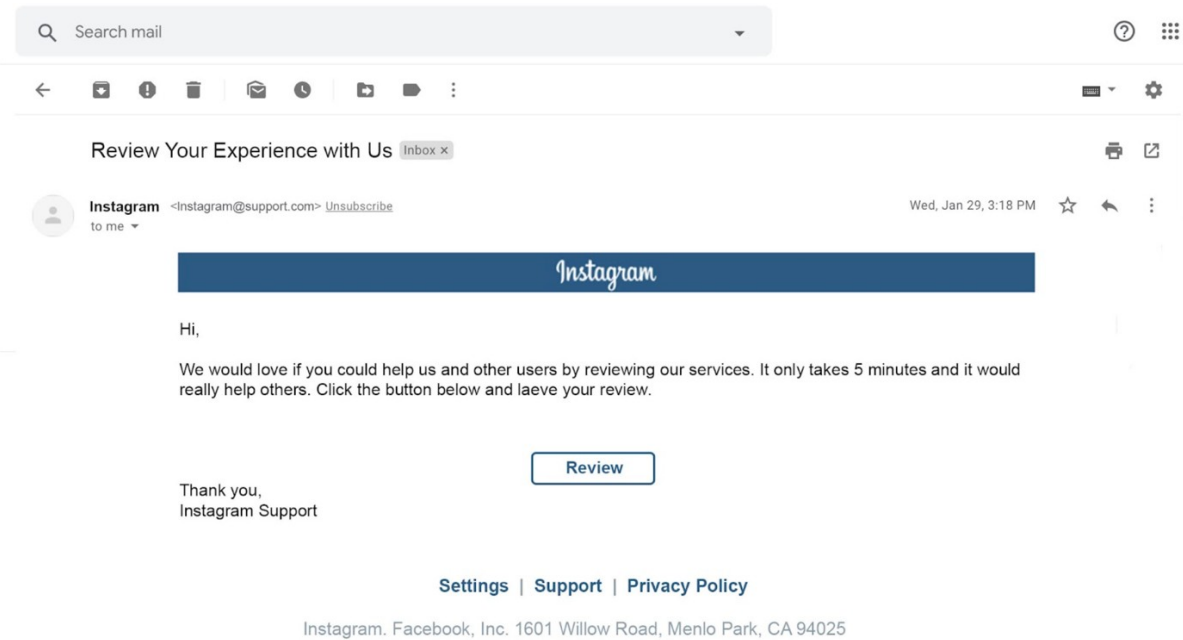 Search mail
Review Your Experience with Us Inbox ×
Instagram <Instagram@support.com> Unsubscribe Wed, Jan 29, 3:18 PM
to me
Instagram
Hi,
We would love if you could help us and other users by reviewing our services. It only takes 5 minutes and it would
really help others. Click the button below and laeve your review.
Review
Thank you,
Instagram Support
Settings | Support | Privacy Policy
Instagram. Facebook, Inc. 1601 Willow Road, Menlo Park, CA 94025